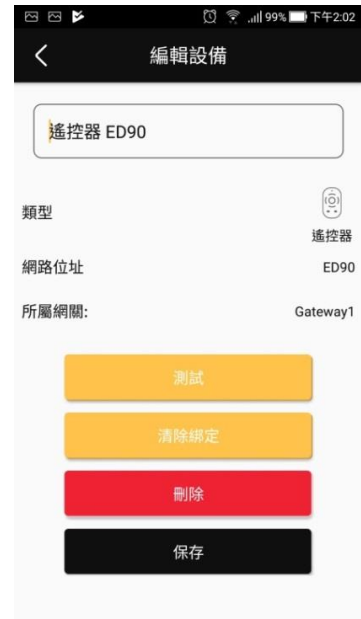 99% 下午2:02
編輯設備
遙控器 ED90
類型
遙控器
網路位址 ED90
所屬網關: Gateway1
測試
清除綁定
刪除
保存